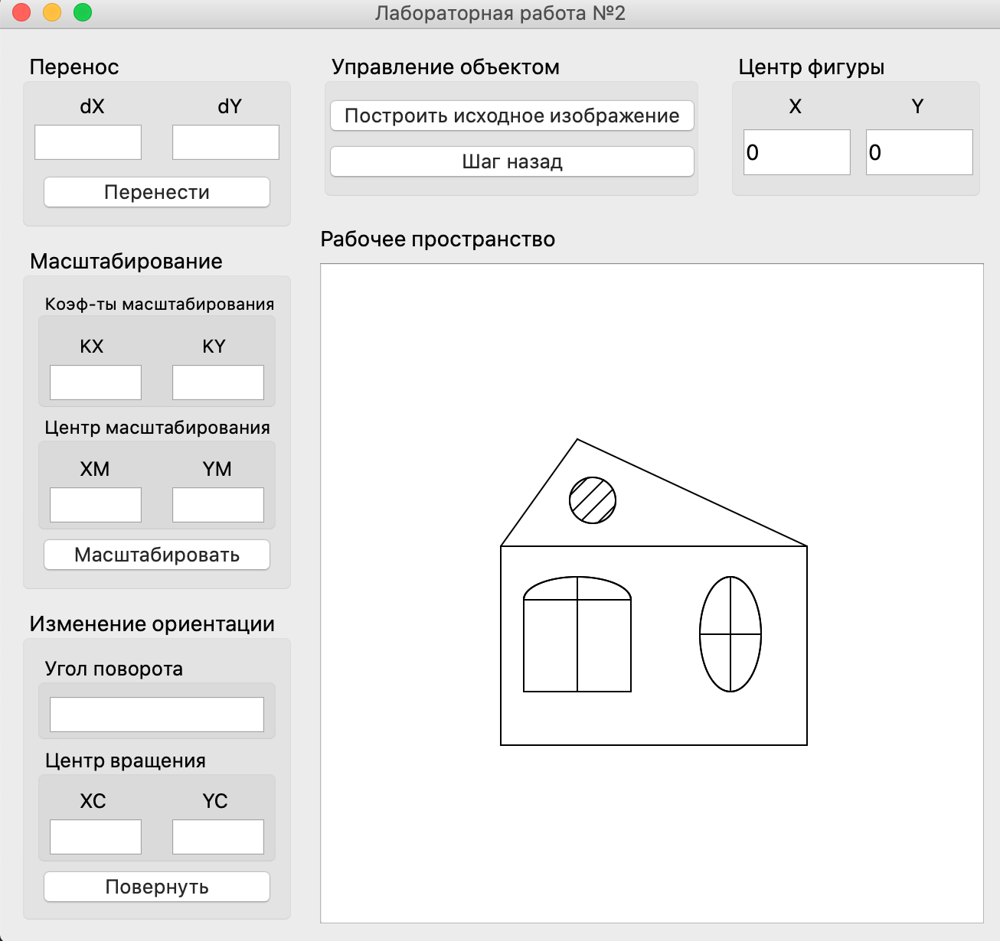 Лабораторная работа №2
Перенос
dX dY
Перенести
Управление объектом
Построить исходное изображение
Шаг назад
Центр фигуры
X Y
0 0
Масштабирование
Коэф-ты масштабирования
KX KY
Центр масштабирования
XM YM
Масштабировать
Изменение ориентации
Угол поворота
Центр вращения
XC YC
Повернуть
Рабочее пространство